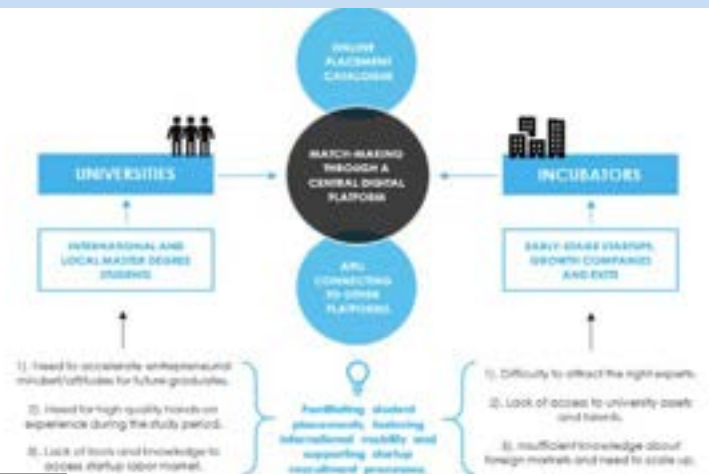 ONLINE
PLACEMENT
CATALOGUE
MATCH-MAKING
THROUGH A
CENTRAL DIGITAL
PLATFORM
APIs
CONNECTING
TO OTHER
PLATFORMS
UNIVERSITIES
INTERNATIONAL AND
LOCAL MASTER DEGREE
STUDENTS
1). Need to accelerate entrepreneurial
mindset/attitudes for future graduates.
2). Need for high quality hands-on
experience during the study period.
3). Lack of tools and knowledge to
access startup labor market.
Facilitating student
placements, fostering
international mobility and
supporting startup
recruitment processes.
INCUBATORS
EARLY-STAGE STARTUPS,
GROWTH COMPANIES
AND EXITS
1). Difficulty to attract the right experts.
2). Lack of access to university assets
and talents.
3). Insufficient knowledge about
foreign markets and need to scale up.